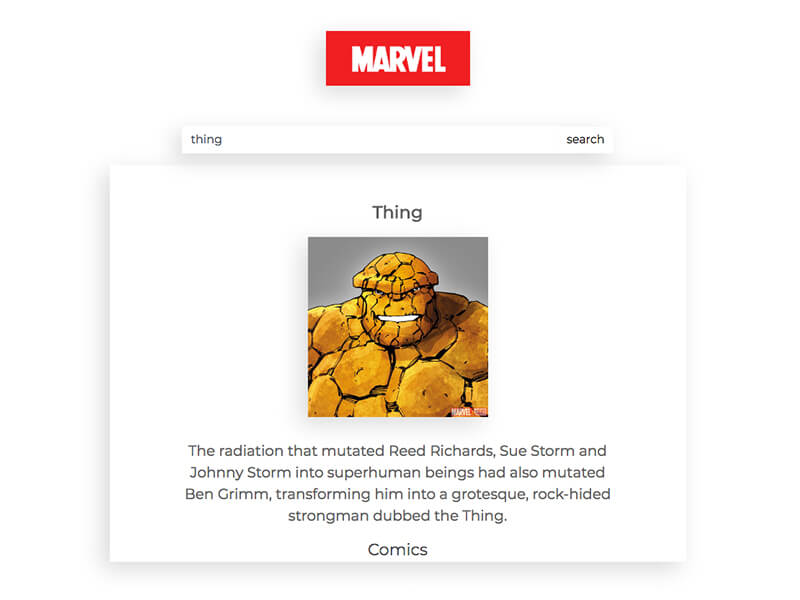 MARVEL
thing
search
Thing
MARVEL
The radiation that mutated Reed Richards, Sue Storm and
Johnny Storm into superhuman beings had also mutated
Ben Grimm, transforming him into a grotesque, rock-hided
strongman dubbed the Thing.
Comics